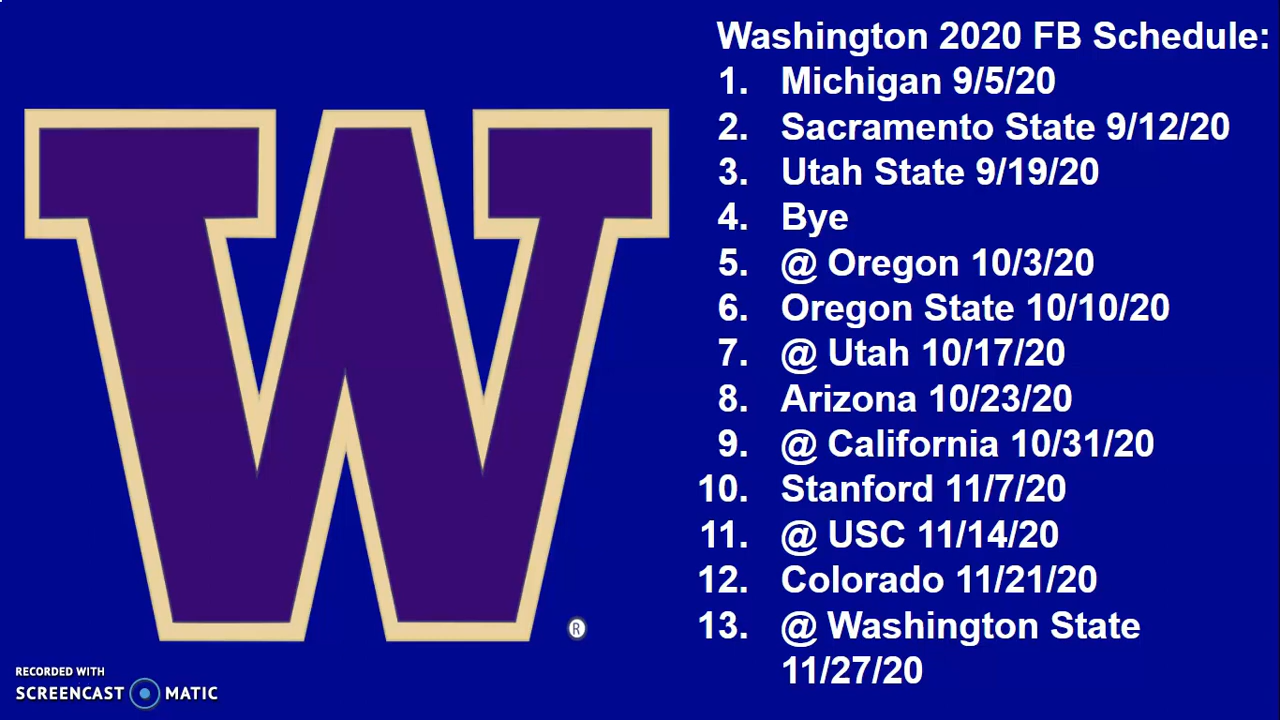 Washington 2020 FB Schedule:
1. Michigan 9/5/20
2. Sacramento State 9/12/20
3. Utah State 9/19/20
4. Bye
5. @ Oregon 10/3/20
6. Oregon State 10/10/20
7. @ Utah 10/17/20
8. Arizona 10/23/20
9. @ California 10/31/20
10. Stanford 11/7/20
11. @ USC 11/14/20
12. Colorado 11/21/20
13. @ Washington State
11/27/20
W
®
RECORDED WITH
SCREENCAST MATIC